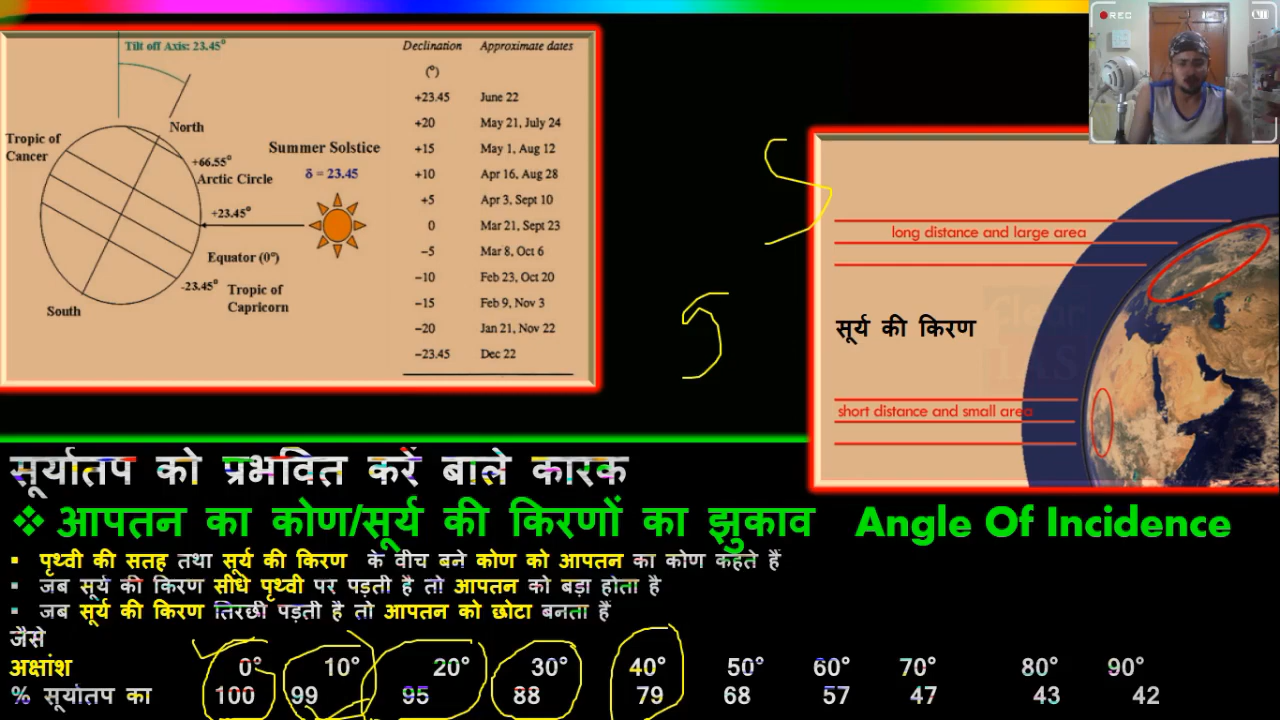 REC
Tilt off Axis: 23.45°
Declination Approximate dates
(°)
+23.45 June 22
+20 May 21, July 24
+15 May 1, Aug 12
+10 Apr 16, Aug 28
+5 Apr 3, Sept 10
0 Mar 21, Sept 23
−5 Mar 8, Oct 6
−10 Feb 23, Oct 20
−15 Feb 9, Nov 3
−20 Jan 21, Nov 22
−23.45 Dec 22
North
Tropic of
Cancer
Summer Solstice
+66.55°
Arctic Circle
δ = 23.45
+23.45°
Equator (0°)
-23.45°
Tropic of
Capricorn
South
long distance and large area
सूर्य की किरण
short distance and small area
सूर्यातप को प्रभवित करें बाले कारक
❖ आपतन का कोण/सूर्य की किरणों का झुकाव Angle Of Incidence
▪ पृथ्वी की सतह तथा सूर्य की किरण के वीच बने कोण को आपतन का कोण कहते हैं
▪ जब सूर्य की किरण सीधे पृथ्वी पर पड़ती है तो आपतन को बड़ा होता है
▪ जब सूर्य की किरण तिरछी पड़ती है तो आपतन को छोटा बनता हैं
जैसे
अक्षांश 0° 10° 20° 30° 40° 50° 60° 70° 80° 90°
% सूर्यातप का 100 99 95 88 79 68 57 47 43 42